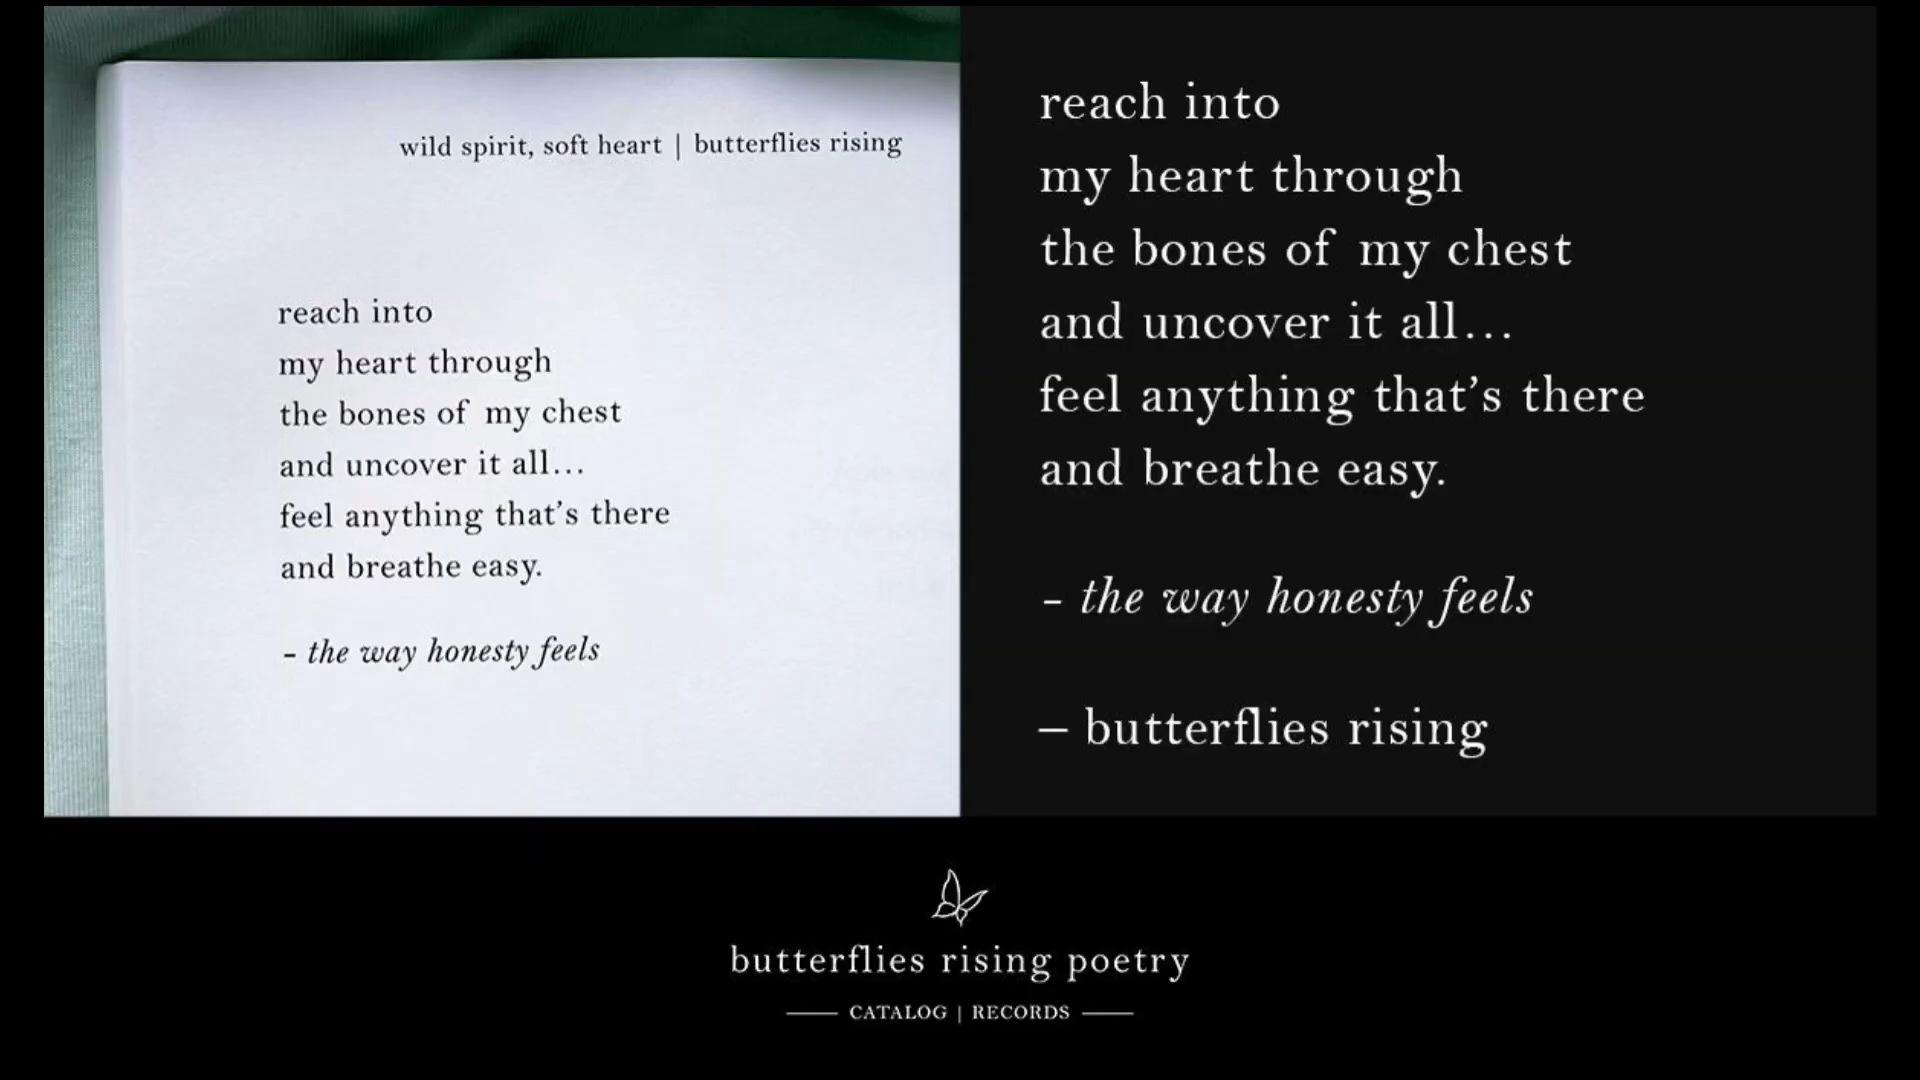 wild spirit, soft heart | butterflies rising
reach into
my heart through
the bones of my chest
and uncover it all...
feel anything that's there
and breathe easy.
- the way honesty feels
reach into
my heart through
the bones of my chest
and uncover it all...
feel anything that's there
and breathe easy.
- the way honesty feels
– butterflies rising
butterflies rising poetry
CATALOG | RECORDS